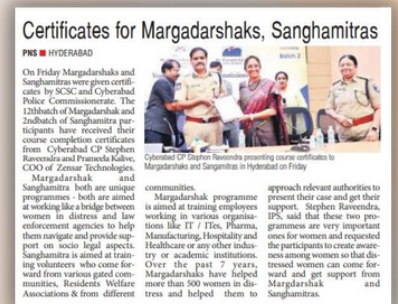 Certificates for Margadarshaks, Sanghamitras
PNS ■ HYDERABAD
On Friday Margadarshaks and
Sanghamitras were given certifi-
cates by SCSC and Cyberabad
Police Commissionerate. The
12thbatch of Margadarshak and
2ndbatch of Sanghamitra par-
ticipants have received their
course completion certificates
from Cyberabad CP Stephen
Raveendra and Prameela Kalive,
COO of Zensar Technologies.
Margadarshak and
Sanghamitra both are unique
programmes - both are aimed
at working like a bridge between
women in distress and law
enforcement agencies to help
them navigate and provide sup-
port on socio legal aspects.
Sanghamitra is aimed at train-
ing volunteers who come for-
ward from various gated com-
munities, Residents Welfare
Associations & from different
Batch 2
Cyberabad CP Stephen Raveendra presenting course certificates to
Margadarshaks and Sangamitras in Hyderabad on Friday
communities.
Margdarshak programme
is aimed at training employees
working in various organisa-
tions like IT / ITes, Pharma,
Manufacturing, Hospitality and
Healthcare or any other indus-
try or academic institutions.
Over the past 7 years,
Margadarshaks have helped
more than 500 women in dis-
tress and helped them to
approach relevant authorities to
present their case and get their
support. Stephen Raveendra,
IPS, said that these two pro-
grammes are very important
ones for women and requested
the participants to create aware-
ness among women so that dis-
tressed women can come for-
ward and get support from
Margdarshak and
Sanghamitras.